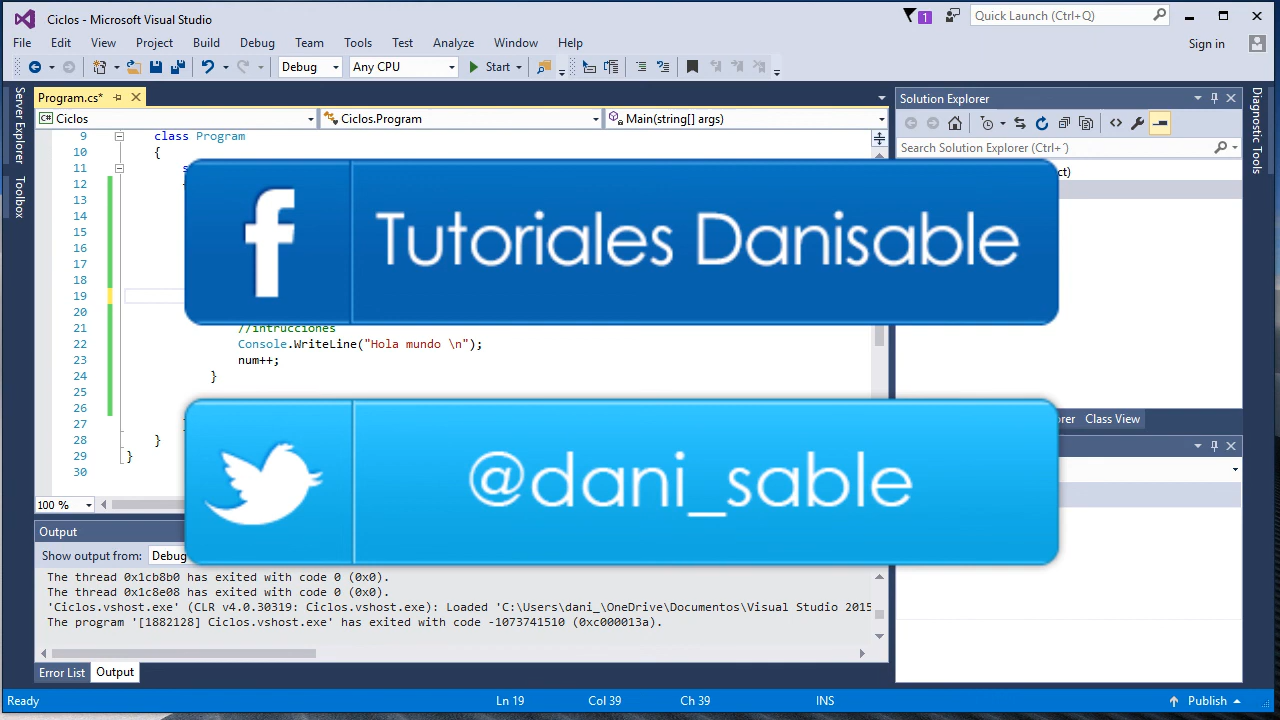 Ciclos - Microsoft Visual Studio
1
Quick Launch (Ctrl+Q)
File Edit View Project Build Debug Team Tools Test Analyze Window Help
Sign in
Debug Any CPU Start
Server Explorer
Toolbox
Program.cs*
Ciclos Ciclos.Program Main(string[] args)
9 class Program
10 {
11
12
13
14
15
16
17
18
19
20
21 //intrucciones
22 Console.WriteLine("Hola mundo \n");
23 num++;
24 }
25
26
27
28 }
29 }
30
100 %
Tutoriales Danisable
@dani_sable
Solution Explorer
Search Solution Explorer (Ctrl+´)
Class View
Diagnostic Tools
Output
Show output from: Debug
The thread 0x1cb8b0 has exited with code 0 (0x0).
The thread 0x1c8e08 has exited with code 0 (0x0).
'Ciclos.vshost.exe' (CLR v4.0.30319: Ciclos.vshost.exe): Loaded 'C:\Users\dani_\OneDrive\Documentos\Visual Studio 2015
The program '[1882128] Ciclos.vshost.exe' has exited with code -1073741510 (0xc000013a).
Error List Output
Ready Ln 19 Col 39 Ch 39 INS Publish